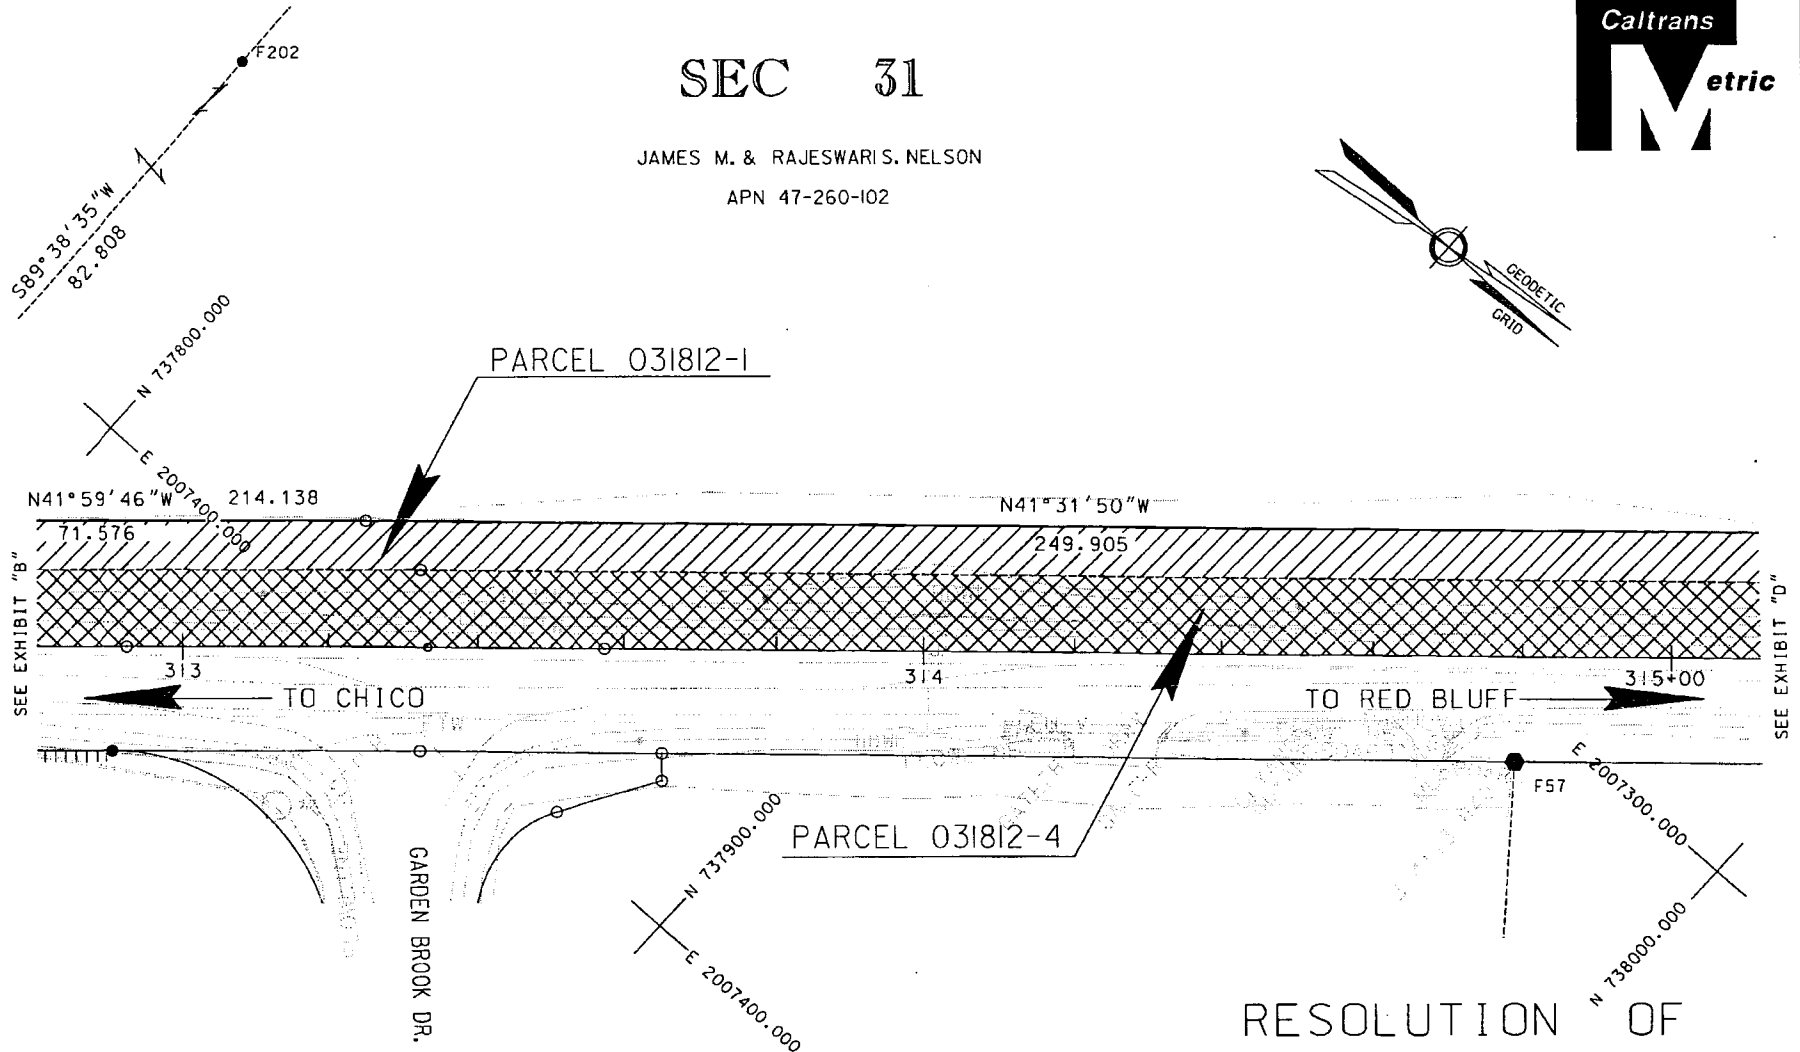 Caltrans
Metric
F202
SEC 31
JAMES M. & RAJESWARI S. NELSON
APN 47-260-102
S89°38'35"W
82.808
GEODETIC
GRID
N 737800.000
E 2007400.000
PARCEL 031812-1
N41°59'46"W 214.138
71.576
N41°31'50"W
249.905
SEE EXHIBIT "B"
SEE EXHIBIT "D"
313
314
315+00
TO CHICO
TO RED BLUFF
E 2007300.000
F57
PARCEL 031812-4
N 737900.000
GARDEN BROOK DR.
E 2007400.000
N 738000.000
RESOLUTION OF